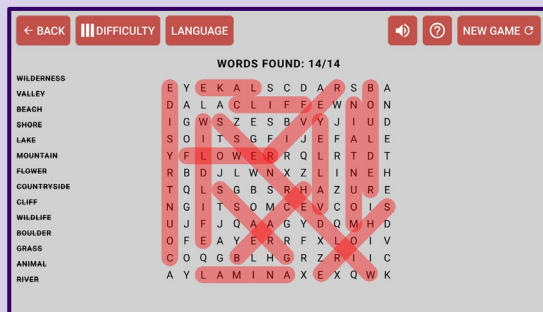 ← BACK
DIFFICULTY
LANGUAGE
NEW GAME
WORDS FOUND: 14/14
WILDERNESS
VALLEY
BEACH
SHORE
LAKE
MOUNTAIN
FLOWER
COUNTRYSIDE
CLIFF
WILDLIFE
BOULDER
GRASS
ANIMAL
RIVER
E Y E K A L S C D A R S B A
D A L A C L I F F E W N O N
I G W S Z E S B V Y J I U D
S O I T S G F I J E F A L E
Y F L O W E R R Q L R T D T
R B D J L W N X Z L I N E H
T Q L S G B S R H A Z U R E
N G I T S O M C E V C O I S
U J F J Q A A G Y D Q M H D
O F E A Y E R R F X L O I V
C O Q G B L H G R Z R I I C
A Y L A M I N A X E X Q W K